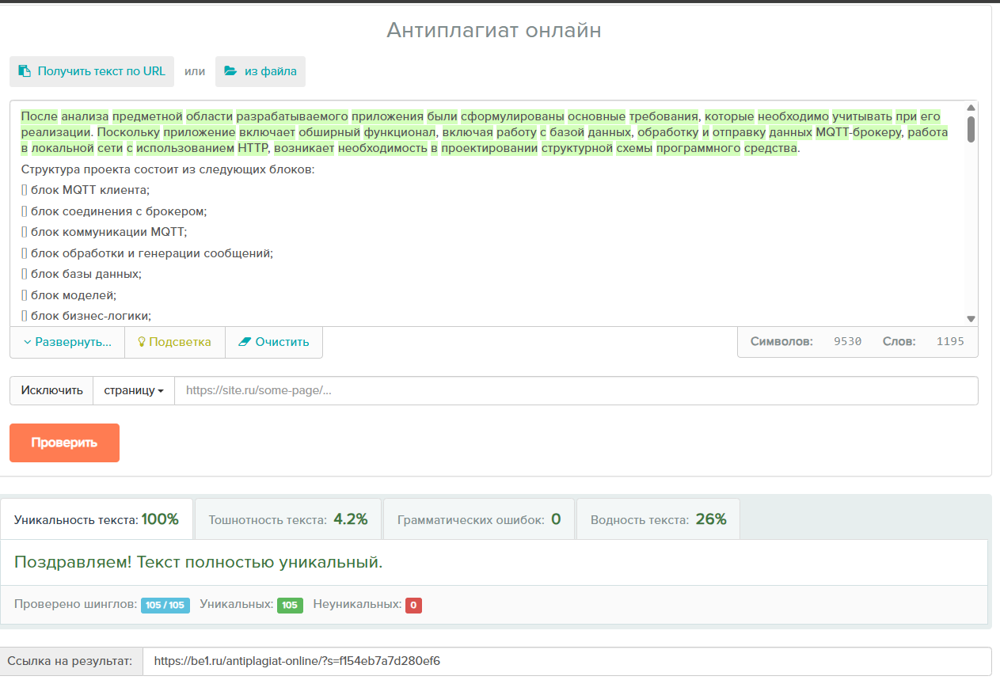 Антиплагиат онлайн
Получить текст по URL или из файла
После анализа предметной области разрабатываемого приложения были сформулированы основные требования, которые необходимо учитывать при его
реализации. Поскольку приложение включает обширный функционал, включая работу с базой данных, обработку и отправку данных MQTT-брокеру, работа
в локальной сети с использованием HTTP, возникает необходимость в проектировании структурной схемы программного средства.
Структура проекта состоит из следующих блоков:
[] блок MQTT клиента;
[] блок соединения с брокером;
[] блок коммуникации MQTT;
[] блок обработки и генерации сообщений;
[] блок базы данных;
[] блок моделей;
[] блок бизнес-логики;
Развернуть... Подсветка Очистить Символов: 9530 Слов: 1195
Исключить страницу https://site.ru/some-page/...
Проверить
Уникальность текста: 100% Тошнотность текста: 4.2% Грамматических ошибок: 0 Водность текста: 26%
Поздравляем! Текст полностью уникальный.
Проверено шинглов: 105 / 105 Уникальных: 105 Неуникальных: 0
Ссылка на результат: https://be1.ru/antiplagiat-online/?s=f154eb7a7d280ef6